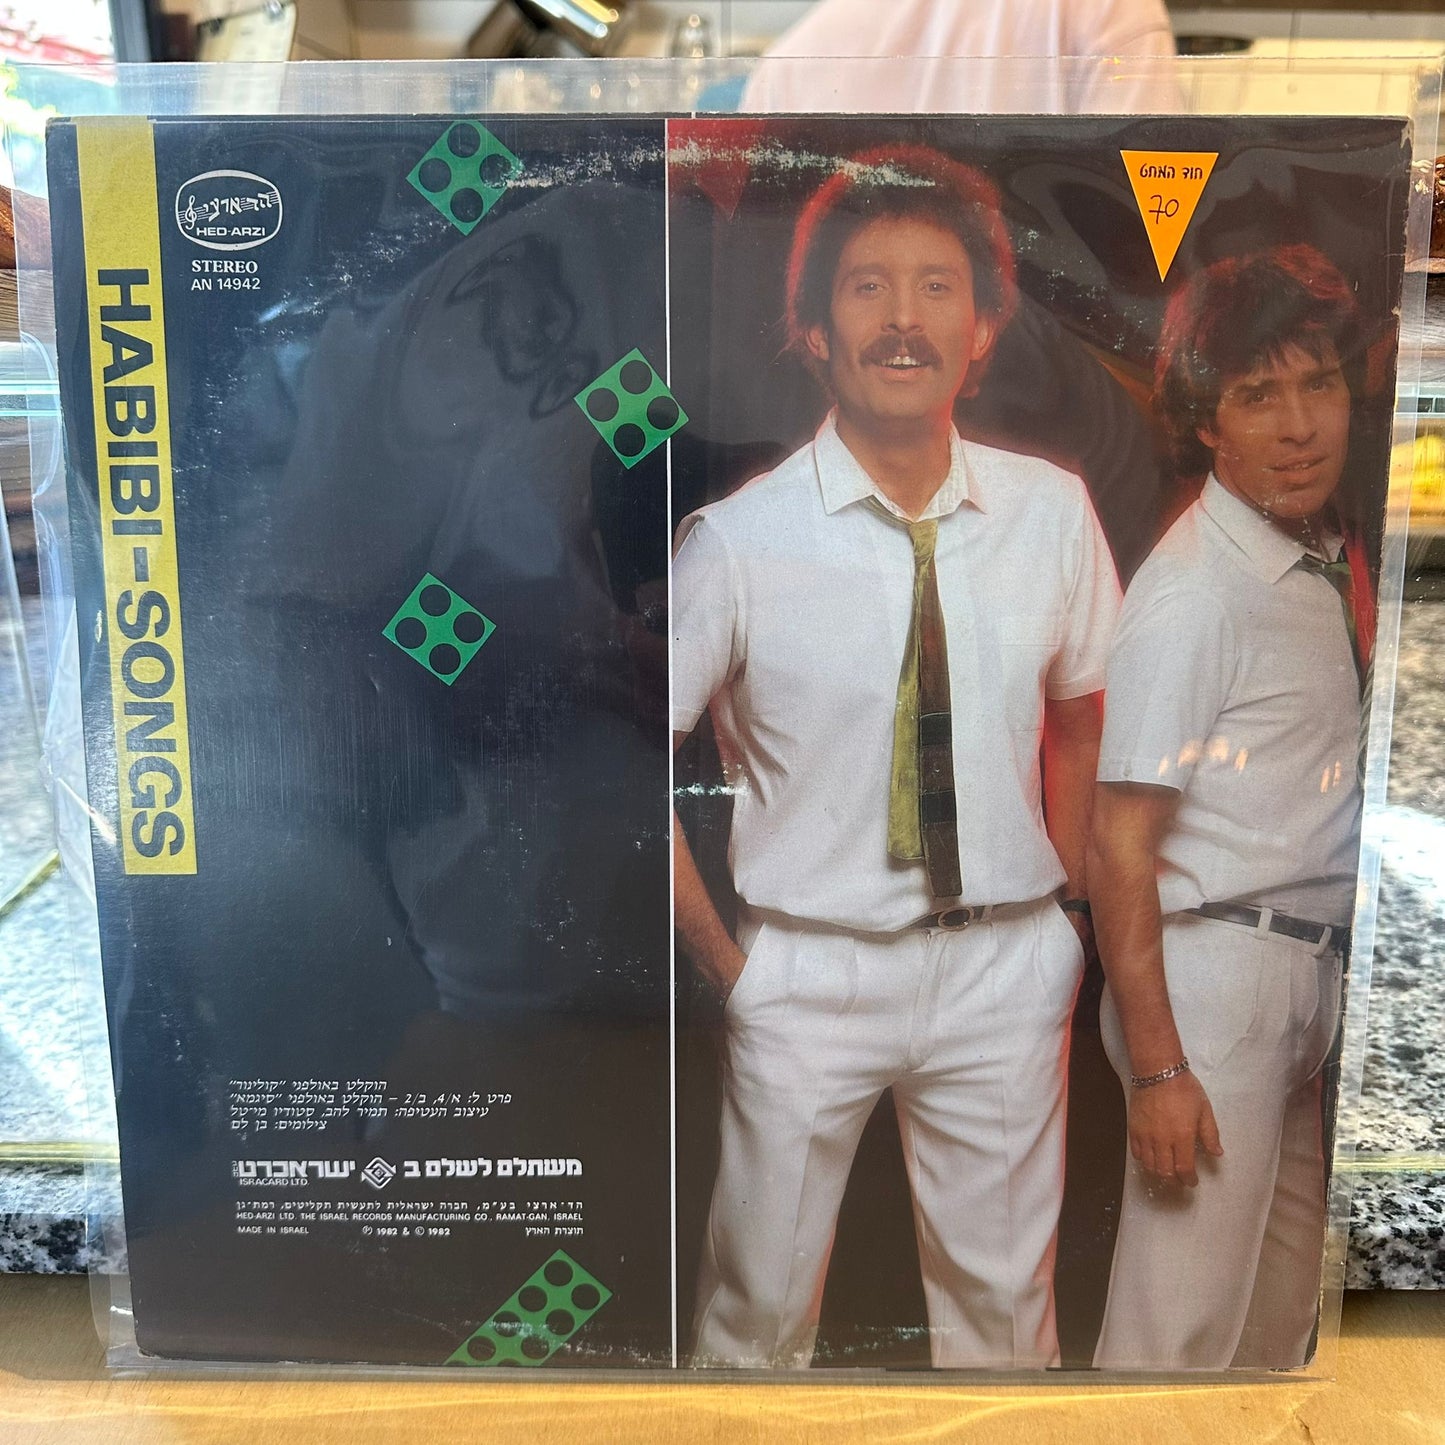 הד-ארצי
HED-ARZI
STEREO
AN 14942
חוד המחט
70
HABIBI-SONGS
הוקלט באולפני "קולינור"
פרט ל: א/4, ב/2 – הוקלט באולפני "סיגמא"
עיצוב העטיפה: תמיר להב, סטודיו מי-טל
צילומים: בן לם
משתלם לשלם ב ישראכרט
ISRACARD LTD.
הד-ארצי בע"מ, חברה ישראלית לתעשית תקליטים, רמת-גן
HED-ARZI LTD. THE ISRAEL RECORDS MANUFACTURING CO., RAMAT-GAN, ISRAEL
MADE IN ISRAEL ℗ 1982 & © 1982 תוצרת הארץ